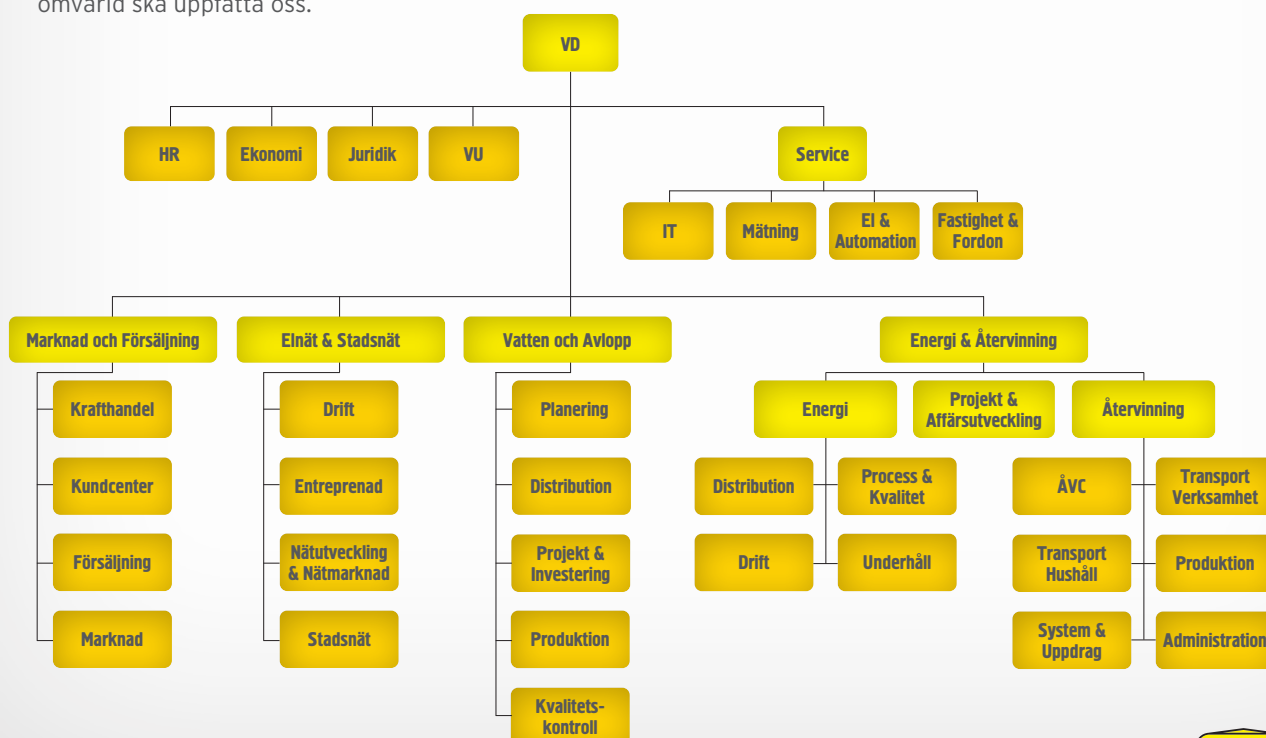 omvärld ska uppfatta oss.
VD
HR
Ekonomi
Juridik
VU
Service
IT
Mätning
El &
Automation
Fastighet &
Fordon
Marknad och Försäljning
Elnät & Stadsnät
Vatten och Avlopp
Energi & Återvinning
Krafthandel
Kundcenter
Försäljning
Marknad
Drift
Entreprenad
Nätutveckling
& Nätmarknad
Stadsnät
Planering
Distribution
Projekt &
Investering
Produktion
Kvalitets-
kontroll
Energi
Projekt &
Affärsutveckling
Återvinning
Distribution
Process &
Kvalitet
Drift
Underhåll
ÅVC
Transport
Verksamhet
Transport
Hushåll
Produktion
System &
Uppdrag
Administration